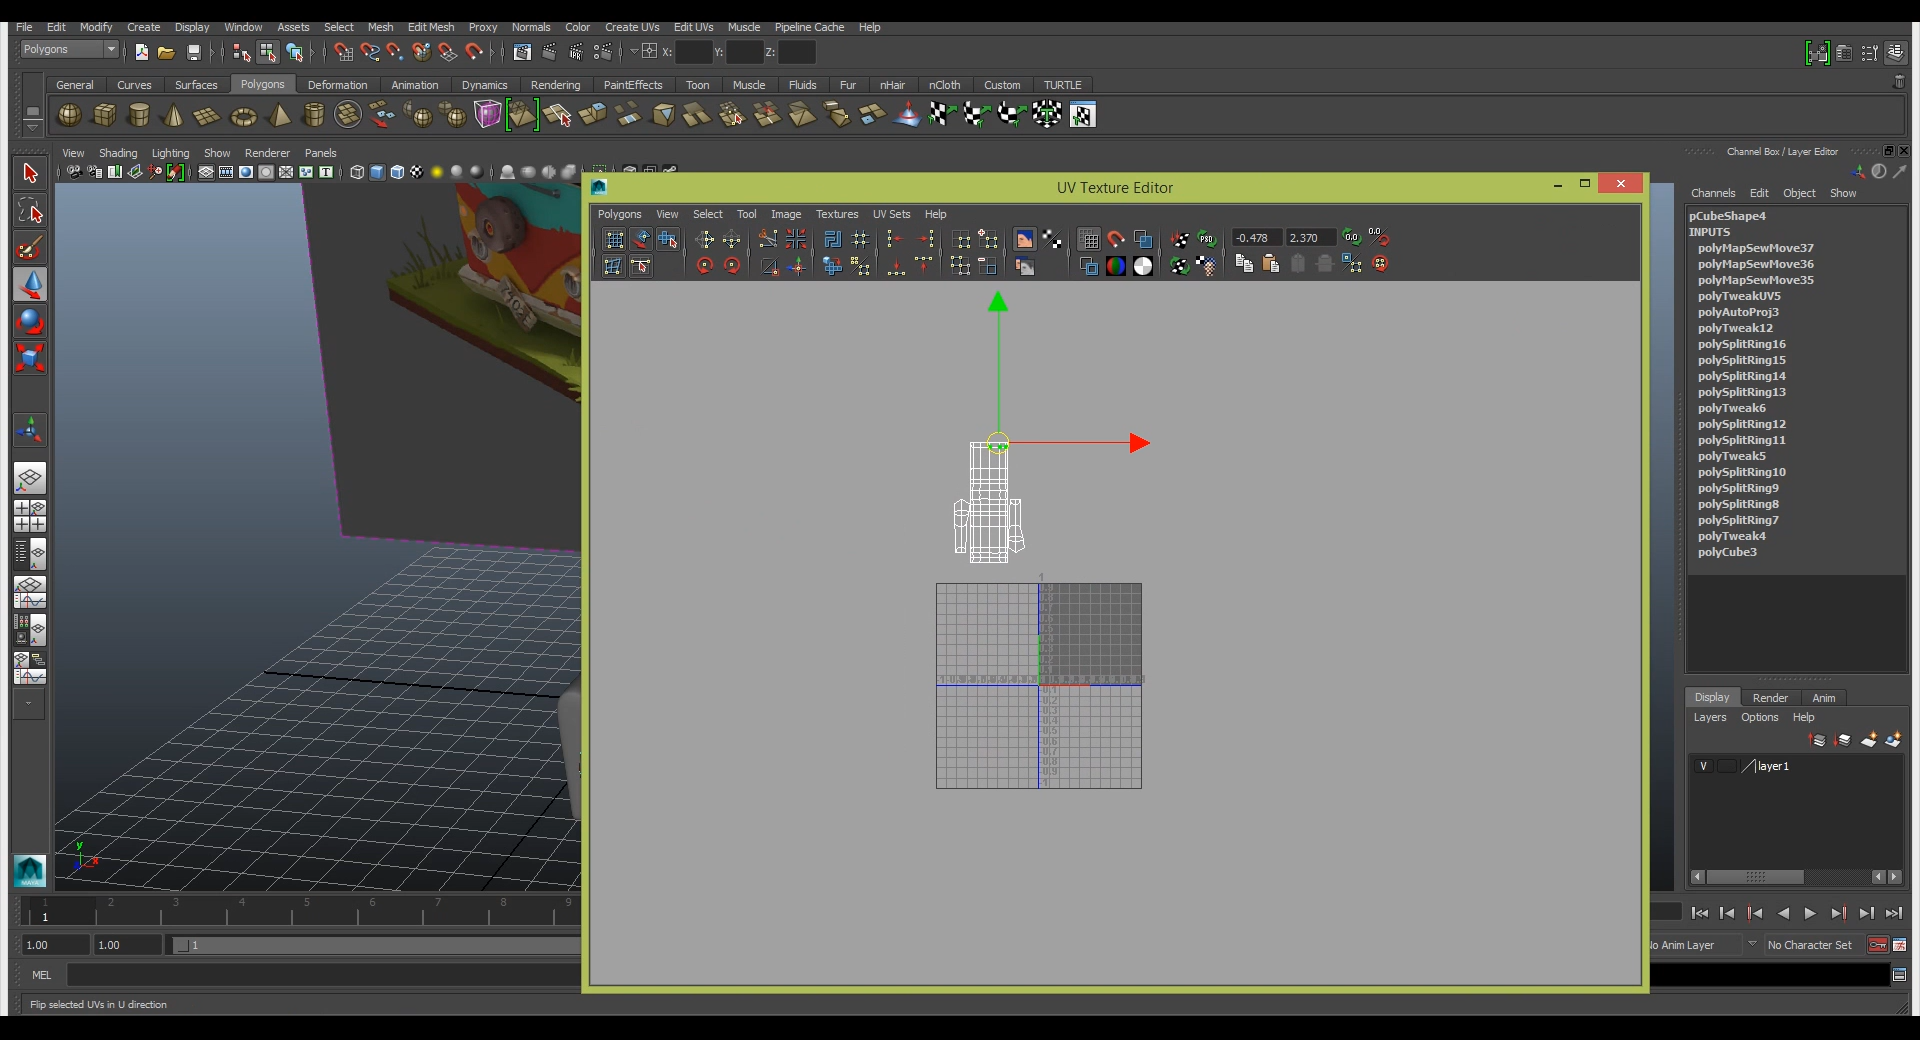 File Edit Modify Create Display Window Assets Select Mesh Edit Mesh Proxy Normals Color Create UVs Edit UVs Muscle Pipeline Cache Help
Polygons X: Y: Z:
General Curves Surfaces Polygons Deformation Animation Dynamics Rendering PaintEffects Toon Muscle Fluids Fur nHair nCloth Custom TURTLE
View Shading Lighting Show Renderer Panels
Channel Box / Layer Editor
UV Texture Editor
Channels Edit Object Show
Polygons View Select Tool Image Textures UV Sets Help
-0.478 2.370
pCubeShape4
INPUTS
polyMapSewMove37
polyMapSewMove36
polyMapSewMove35
polyTweakUV5
polyAutoProj3
polyTweak12
polySplitRing16
polySplitRing15
polySplitRing14
polySplitRing13
polyTweak6
polySplitRing12
polySplitRing11
polyTweak5
polySplitRing10
polySplitRing9
polySplitRing8
polySplitRing7
polyTweak4
polyCube3
Display Render Anim
Layers Options Help
V layer1
y
x
1 2 3 4 5 6 7 8 9
1
1.00 1.00 1
No Anim Layer No Character Set
MEL
Flip selected UVs in U direction